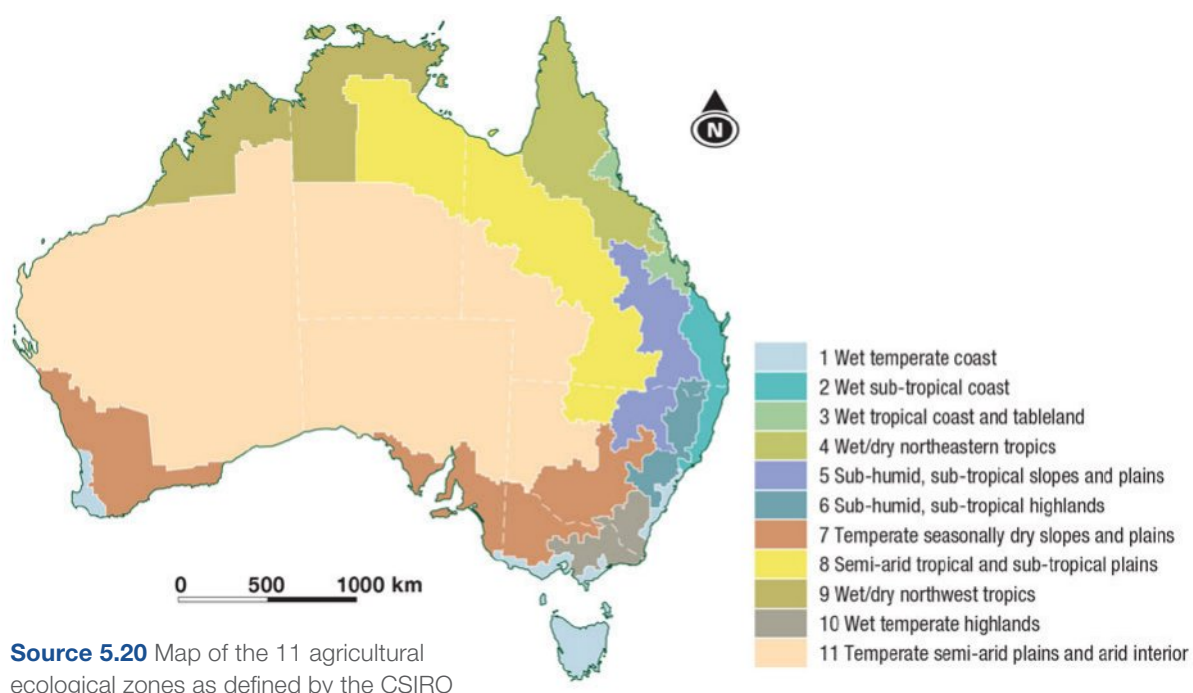 N
1 Wet temperate coast
2 Wet sub-tropical coast
3 Wet tropical coast and tableland
4 Wet/dry northeastern tropics
5 Sub-humid, sub-tropical slopes and plains
6 Sub-humid, sub-tropical highlands
7 Temperate seasonally dry slopes and plains
8 Semi-arid tropical and sub-tropical plains
9 Wet/dry northwest tropics
10 Wet temperate highlands
11 Temperate semi-arid plains and arid interior
0 500 1000 km
Source 5.20 Map of the 11 agricultural
ecological zones as defined by the CSIRO